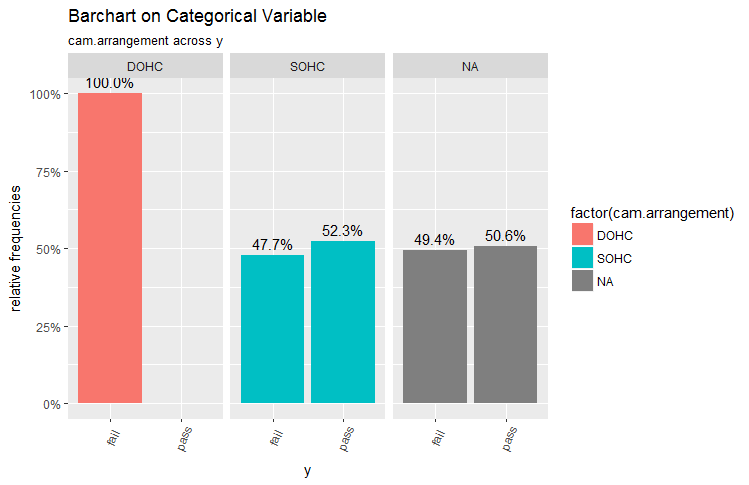 Barchart on Categorical Variable
cam.arrangement across y
DOHC SOHC NA
100.0%
100%
75%
52.3%
50.6%
49.4%
47.7%
50%
25%
0%
relative frequencies
fail pass fail pass fail pass
y
factor(cam.arrangement)
DOHC
SOHC
NA